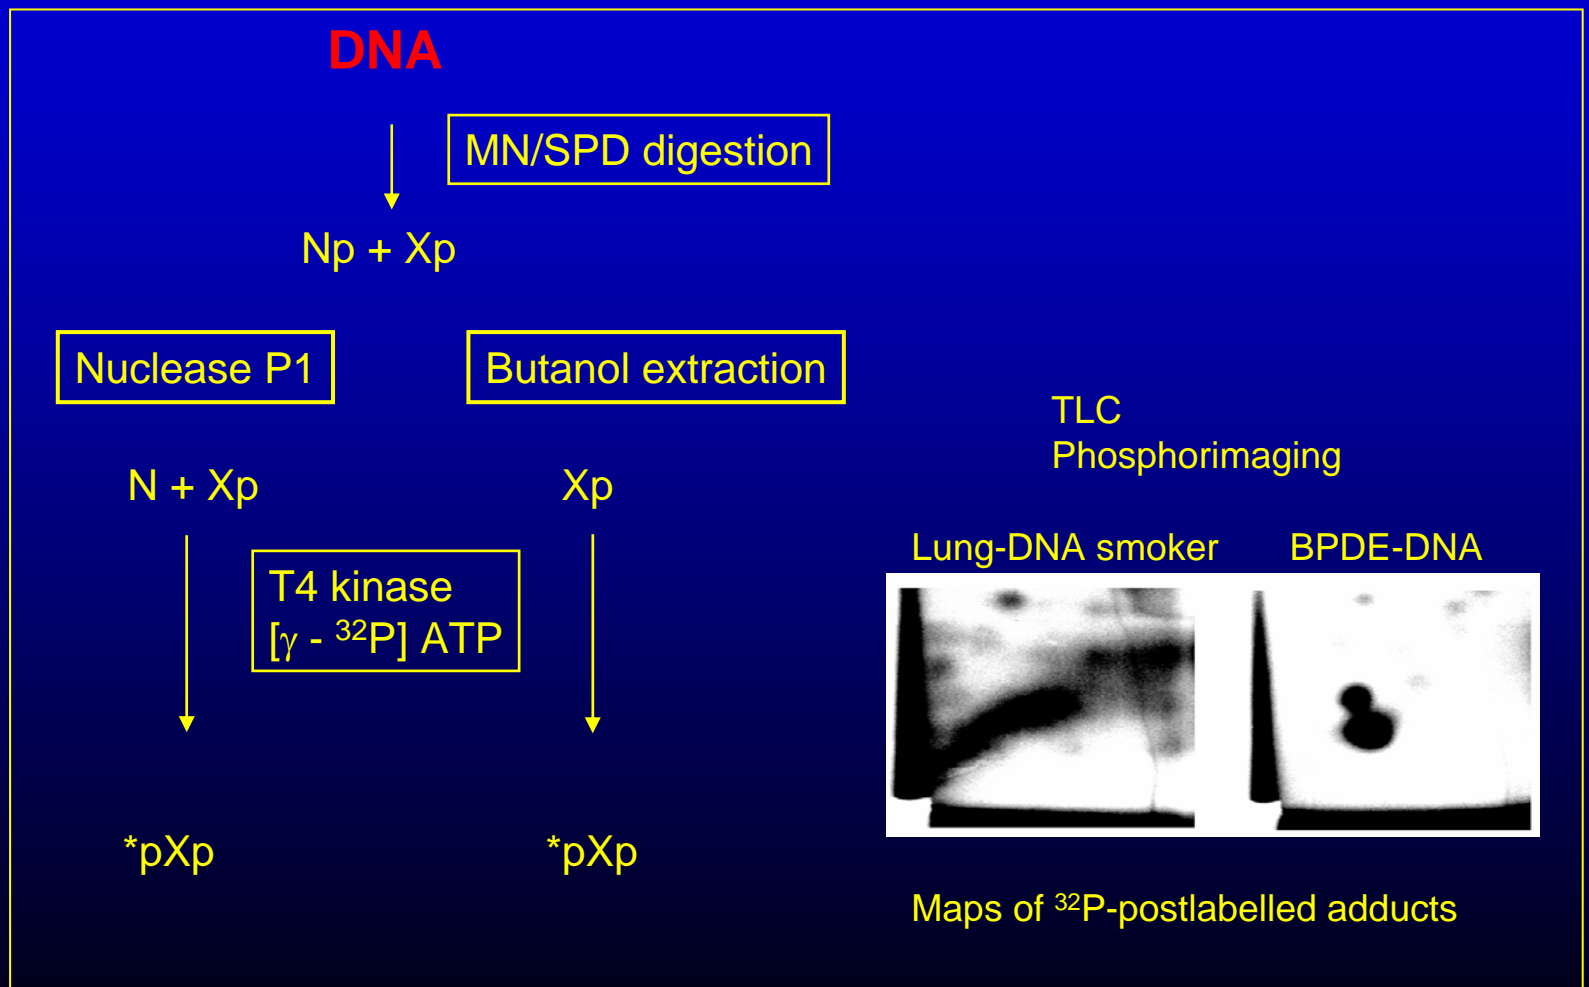 DNA
MN/SPD digestion
Np + Xp
Nuclease P1
Butanol extraction
N + Xp
Xp
T4 kinase
[γ - ³²P] ATP
*pXp
*pXp
TLC
Phosphorimaging
Lung-DNA smoker
BPDE-DNA
Maps of ³²P-postlabelled adducts